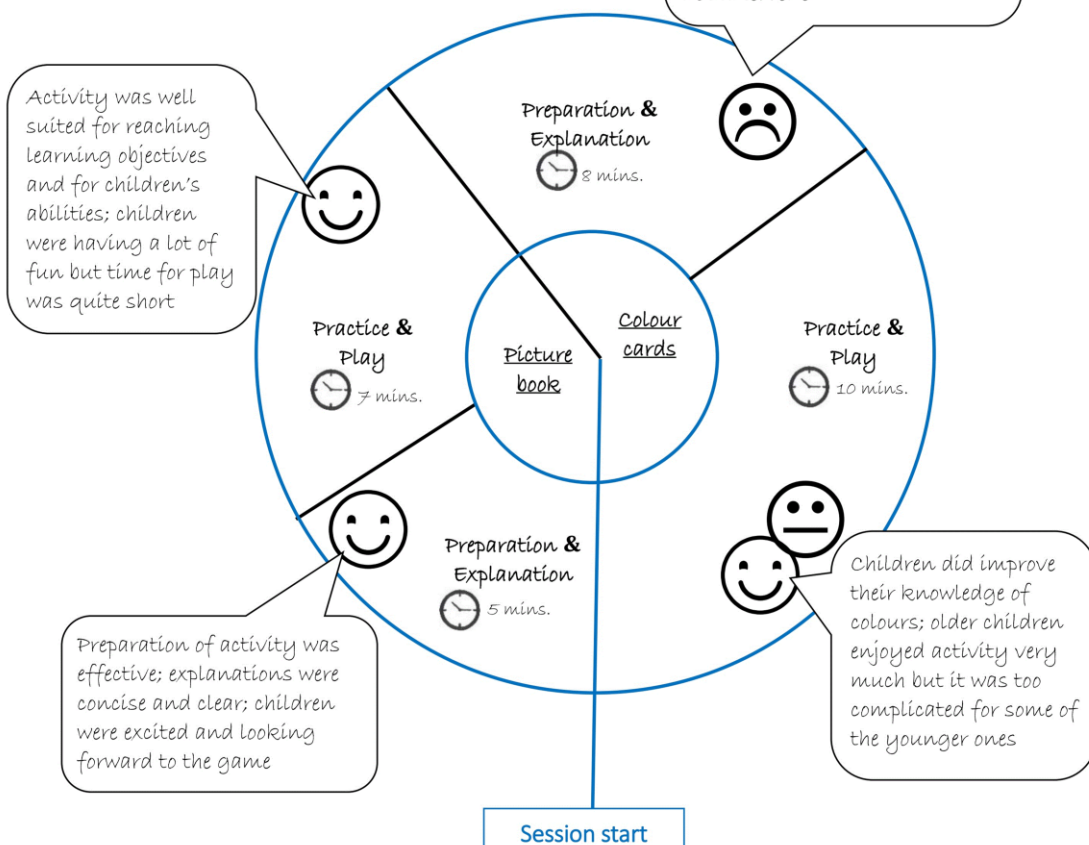 Activity was well
suited for reaching
learning objectives
and for children's
abilities; children
were having a lot of
fun but time for play
was quite short
Preparation &
Explanation
8 mins.
Practice &
Play
7 mins.
Picture
book
Colour
cards
Practice &
Play
10 mins.
Preparation &
Explanation
5 mins.
Preparation of activity was
effective; explanations were
concise and clear; children
were excited and looking
forward to the game
Children did improve
their knowledge of
colours; older children
enjoyed activity very
much but it was too
complicated for some of
the younger ones
Session start